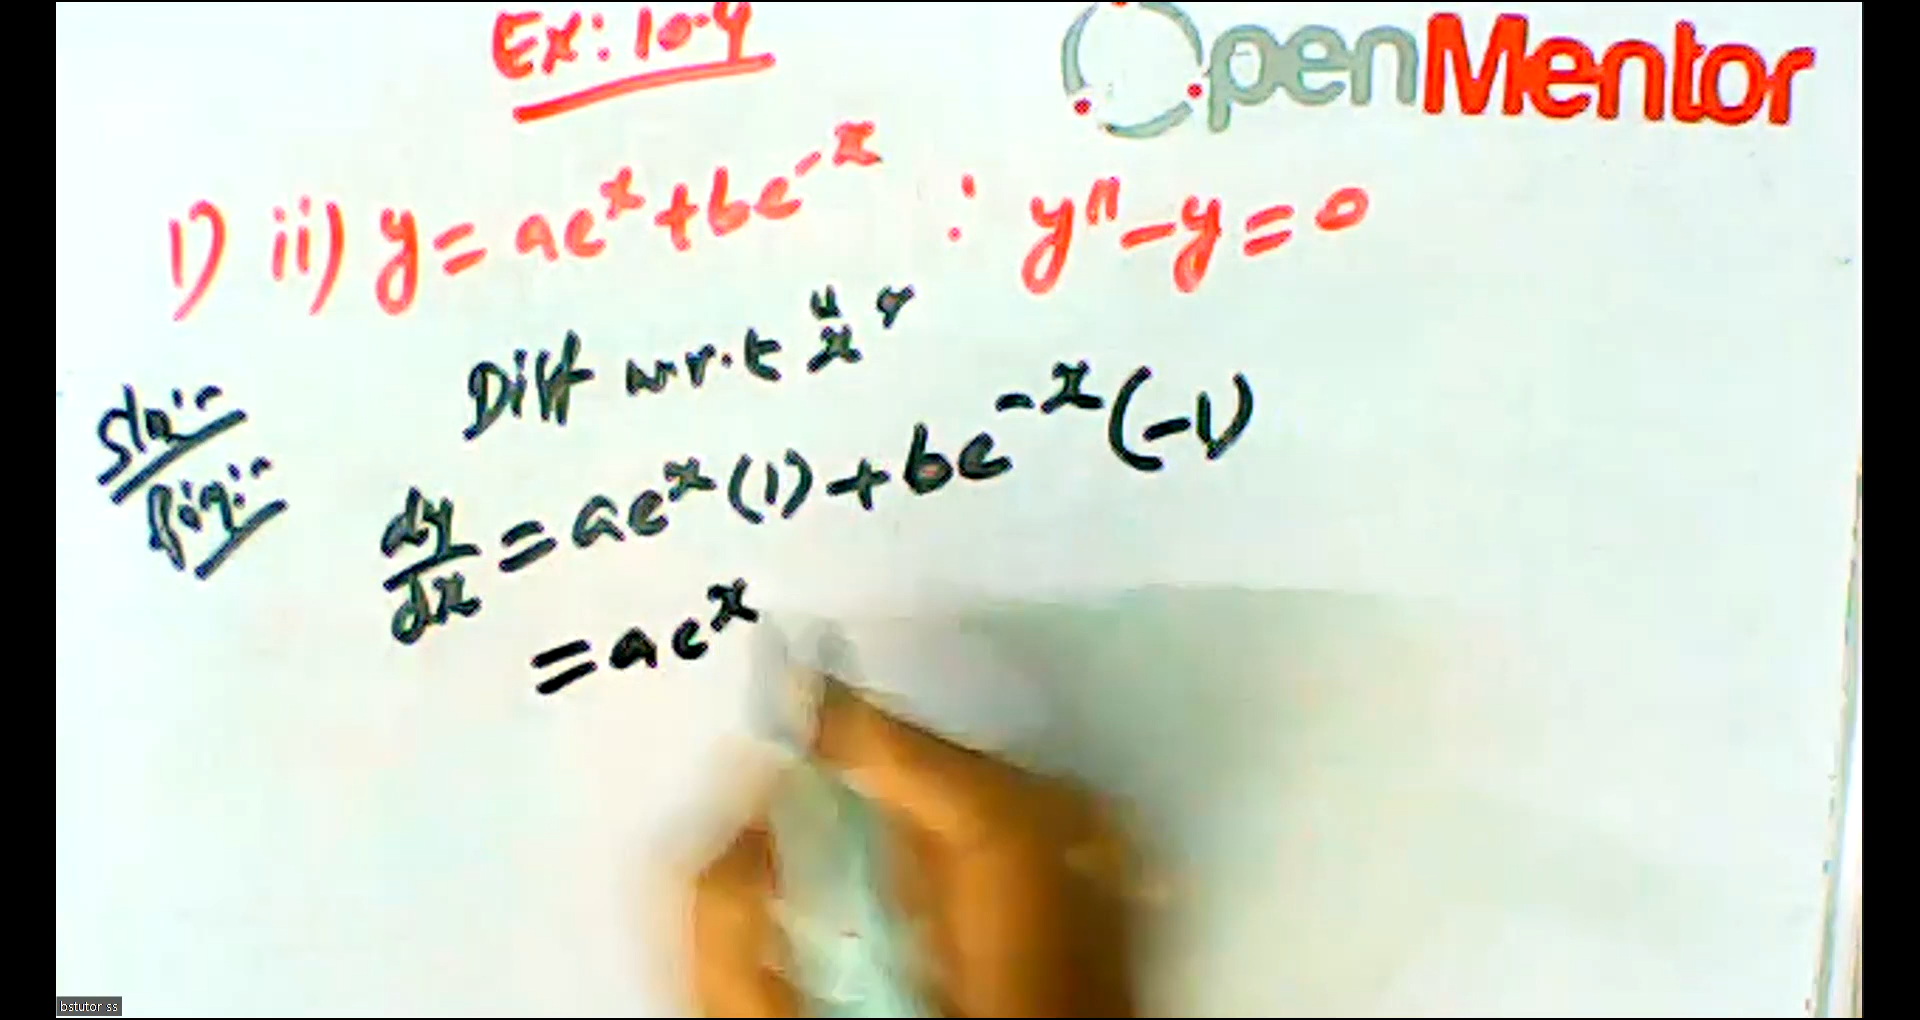 Ex: 10.4
OpenMentor
1) ii) y = ae^x + be^-x : y" - y = 0
Diff w.r.t "x"
Sln:-
dy/dx = ae^x (1) + be^-x (-1)
= ae^x
bstutor ss